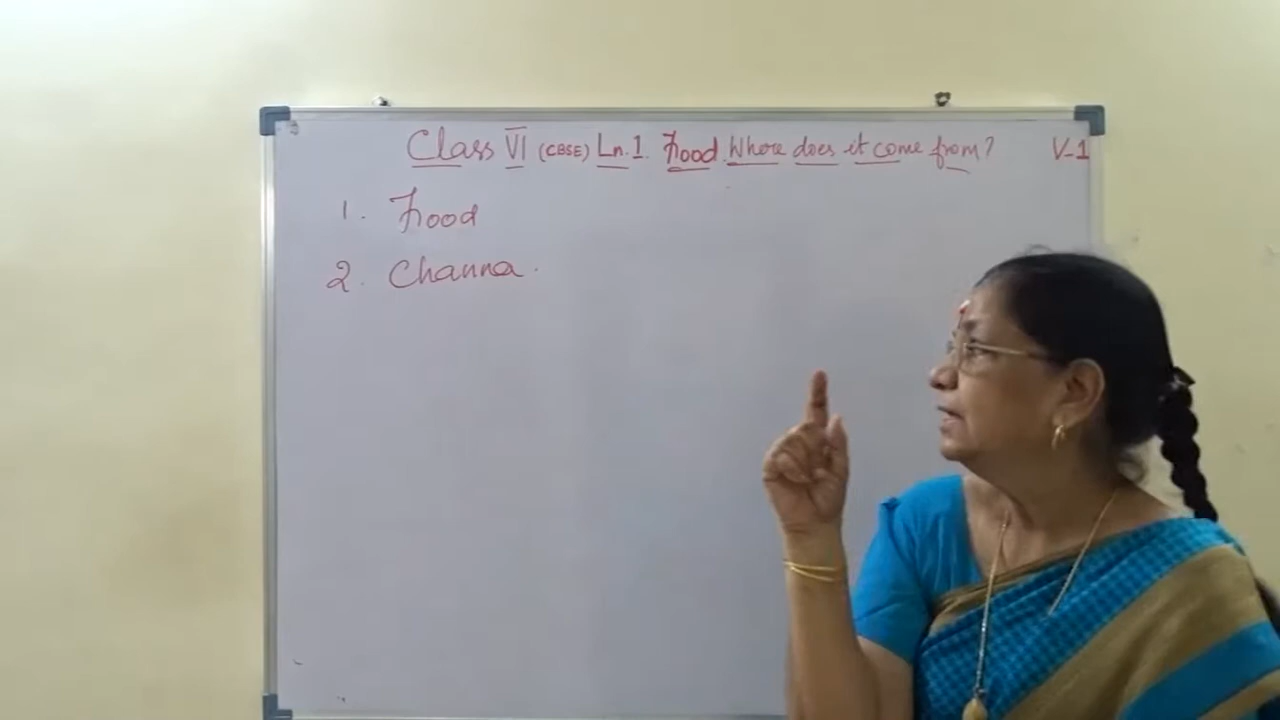 Class VI (CBSE) Ln. 1. Food Where does it come from? V-1
1. Food
2. Channa.